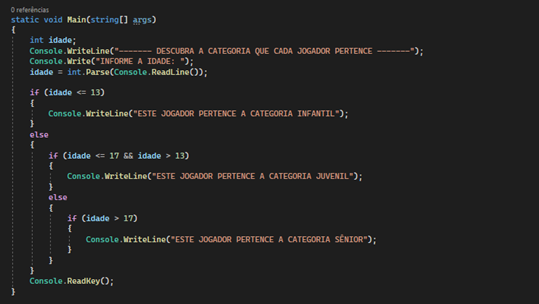 0 referências
static void Main(string[] args)
{
    int idade;
    Console.WriteLine("------- DESCUBRA A CATEGORIA QUE CADA JOGADOR PERTENCE -------");
    Console.Write("INFORME A IDADE: ");
    idade = int.Parse(Console.ReadLine());

    if (idade <= 13)
    {
        Console.WriteLine("ESTE JOGADOR PERTENCE A CATEGORIA INFANTIL");
    }
    else
    {
        if (idade <= 17 && idade > 13)
        {
            Console.WriteLine("ESTE JOGADOR PERTENCE A CATEGORIA JUVENIL");
        }
        else
        {
            if (idade > 17)
            {
                Console.WriteLine("ESTE JOGADOR PERTENCE A CATEGORIA SÊNIOR");
            }
        }
    }
    Console.ReadKey();
}